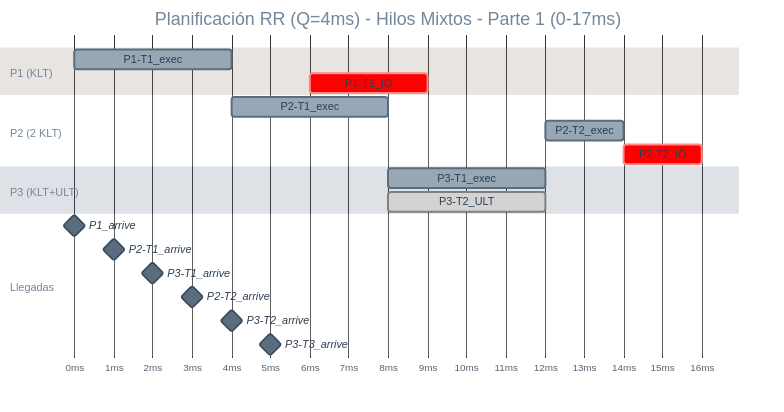 Planificación RR (Q=4ms) - Hilos Mixtos - Parte 1 (0-17ms)
P1 (KLT)
P1-T1_exec
P1-T1_IO
P2 (2 KLT)
P2-T1_exec
P2-T2_exec
P2-T2_IO
P3 (KLT+ULT)
P3-T1_exec
P3-T2_ULT
Llegadas
P1_arrive
P2-T1_arrive
P3-T1_arrive
P2-T2_arrive
P3-T2_arrive
P3-T3_arrive
0ms 1ms 2ms 3ms 4ms 5ms 6ms 7ms 8ms 9ms 10ms 11ms 12ms 13ms 14ms 15ms 16ms